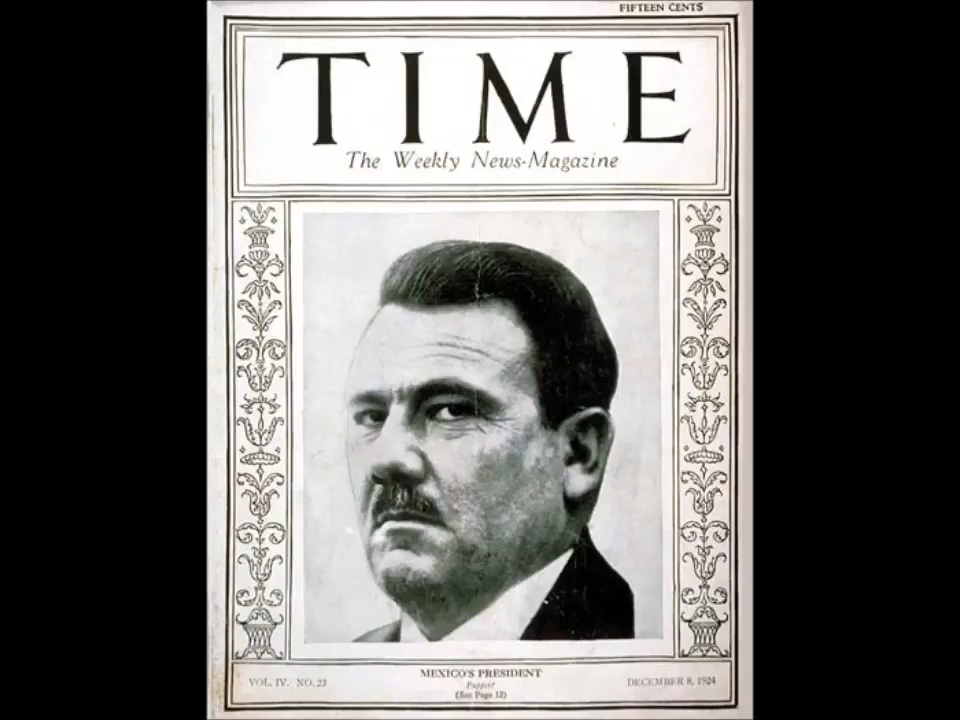 FIFTEEN CENTS
TIME
The Weekly News-Magazine
VOL. IV. NO. 23
MEXICO'S PRESIDENT
Puppet?
(See Page 12)
DECEMBER 8, 1924